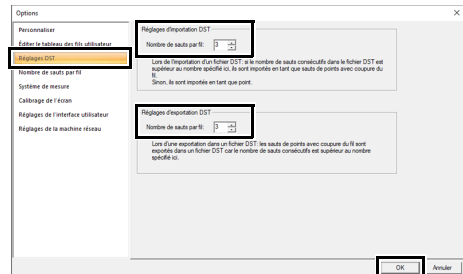 Options
Personnaliser
Éditer le tableau des fils utilisateur
Réglages DST
Nombre de sauts par fil
Système de mesure
Calibrage de l'écran
Réglages de l'interface utilisateur
Réglages de la machine réseau
Réglages d'importation DST
Nombre de sauts par fil: 3
Lors de l'importation d'un fichier DST: si le nombre de sauts consécutifs dans le fichier DST est
supérieur au nombre spécifié ici, ils sont importés en tant que sauts de points avec coupure du
fil.
Sinon, ils sont importés en tant que point.
Réglages d'exportation DST
Nombre de sauts par fil: 3
Lors d'une exportation dans un fichier DST: les sauts de points avec coupure du fil sont
exportés dans un fichier DST car le nombre de sauts consécutifs est supérieur au nombre
spécifié ici.
OK
Annuler